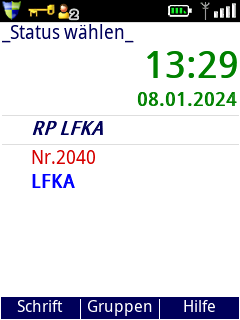 2
_Status wählen_
13:29
08.01.2024
RP LFKA
Nr.2040
LFKA
Schrift Gruppen Hilfe